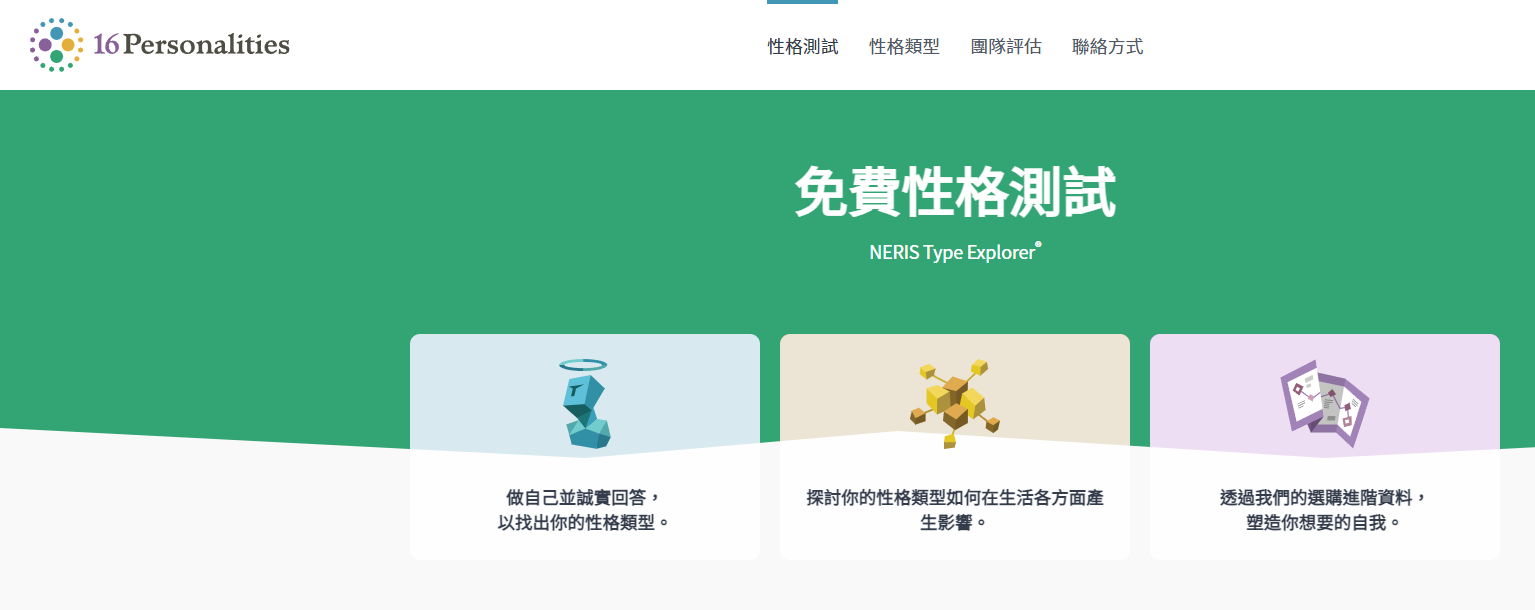 16Personalities
性格測試 性格類型 團隊評估 聯絡方式
免費性格測試
NERIS Type Explorer®
T
做自己並誠實回答，
以找出你的性格類型。
探討你的性格類型如何在生活各方面產
生影響。
透過我們的選購進階資料，
塑造你想要的自我。